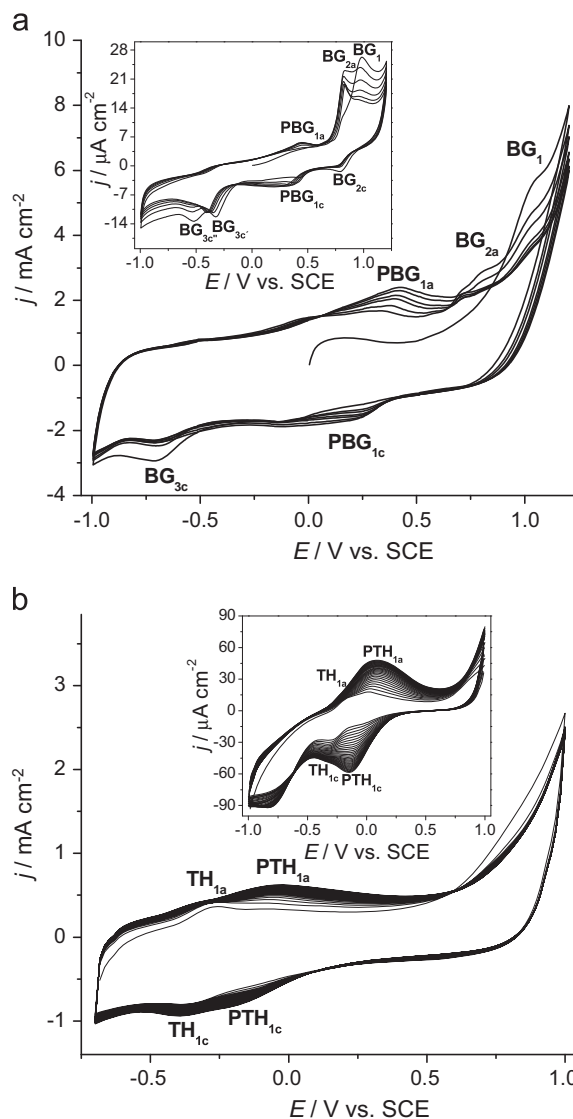 a
28
21
14
7
0
-7
-14
j / μA cm⁻²
BG₂ₐ BG₁
PBG₁ₐ
BG₂c
PBG₁c
BG₃c'' BG₃c'
-1.0 -0.5 0.0 0.5 1.0
E / V vs. SCE
10
8
6
4
2
0
-2
-4
j / mA cm⁻²
BG₁
BG₂ₐ
PBG₁ₐ
PBG₁c
BG₃c
-1.0 -0.5 0.0 0.5 1.0
E / V vs. SCE
b
90
60
30
0
-30
-60
-90
j / μA cm⁻²
PTH₁ₐ
TH₁ₐ
TH₁c
PTH₁c
-1.0 -0.5 0.0 0.5 1.0
E / V vs. SCE
3
2
1
0
-1
j / mA cm⁻²
PTH₁ₐ
TH₁ₐ
TH₁c PTH₁c
-0.5 0.0 0.5 1.0
E / V vs. SCE